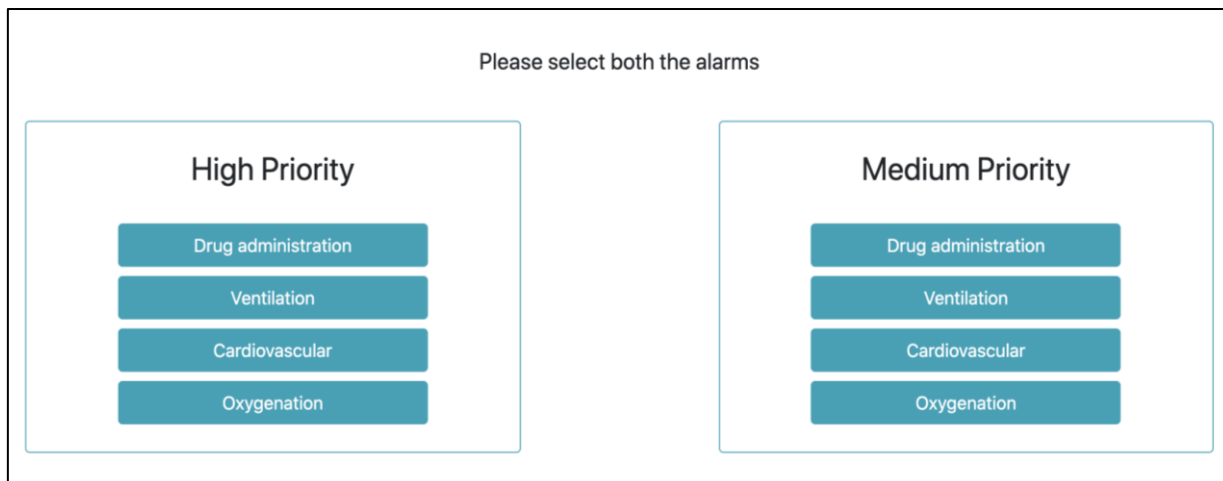 Please select both the alarms
High Priority
Drug administration
Ventilation
Cardiovascular
Oxygenation
Medium Priority
Drug administration
Ventilation
Cardiovascular
Oxygenation